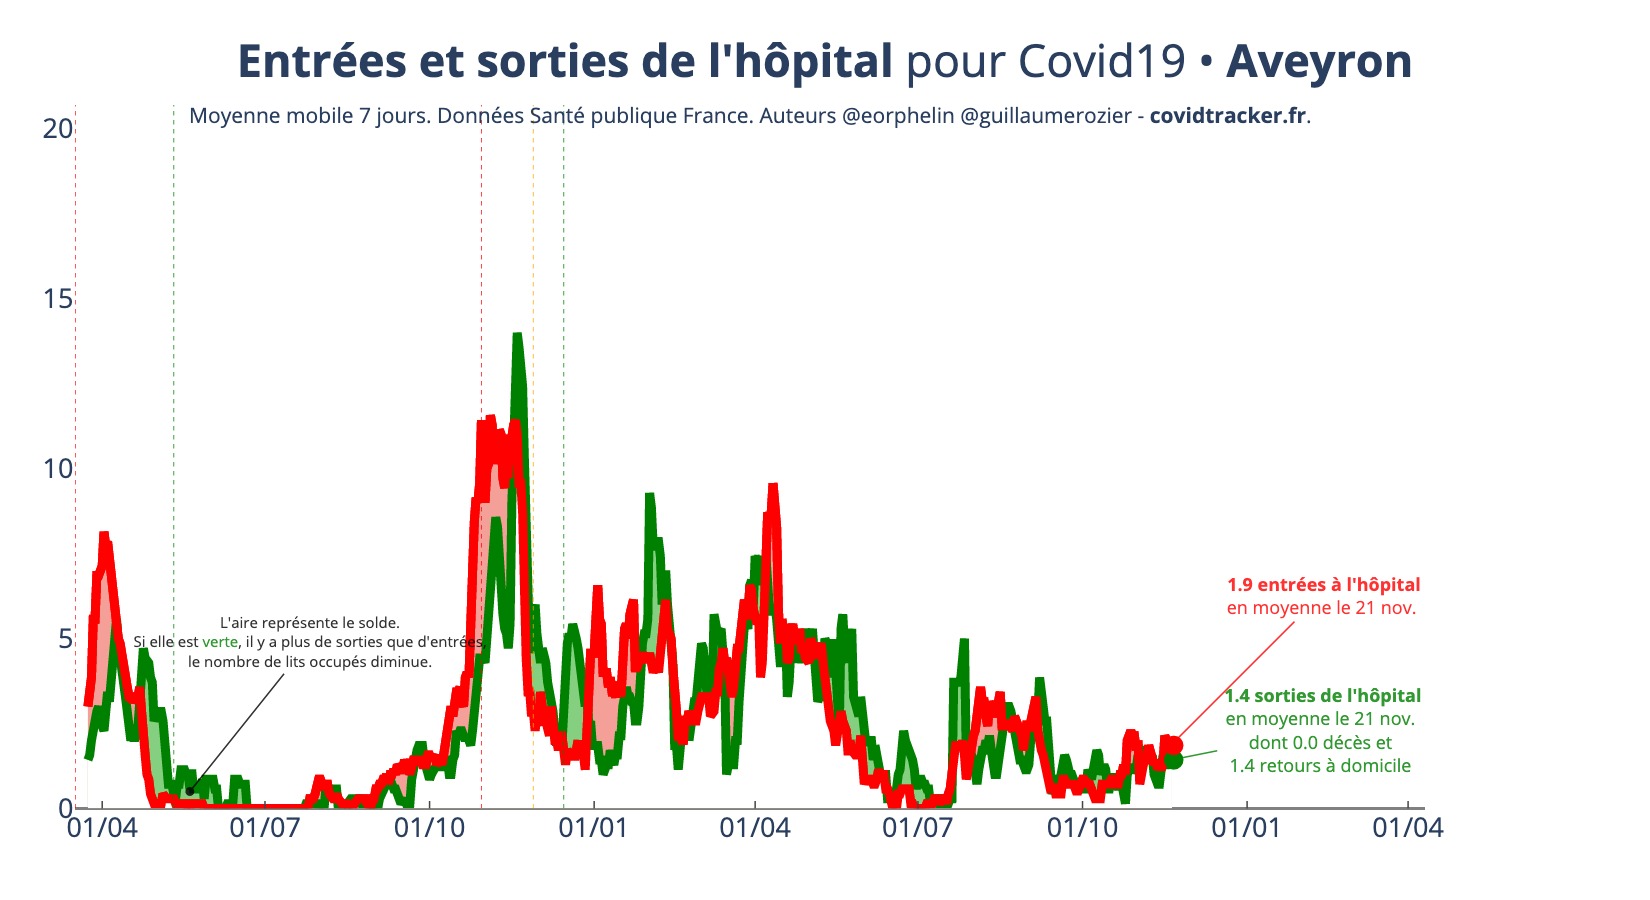 Entrées et sorties de l'hôpital pour Covid19 • Aveyron
Moyenne mobile 7 jours. Données Santé publique France. Auteurs @eorphelin @guillaumerozier - covidtracker.fr.
20
15
10
5
0
L'aire représente le solde.
Si elle est verte, il y a plus de sorties que d'entrées,
le nombre de lits occupés diminue.
1.9 entrées à l'hôpital
en moyenne le 21 nov.
1.4 sorties de l'hôpital
en moyenne le 21 nov.
dont 0.0 décès et
1.4 retours à domicile
01/04 01/07 01/10 01/01 01/04 01/07 01/10 01/01 01/04